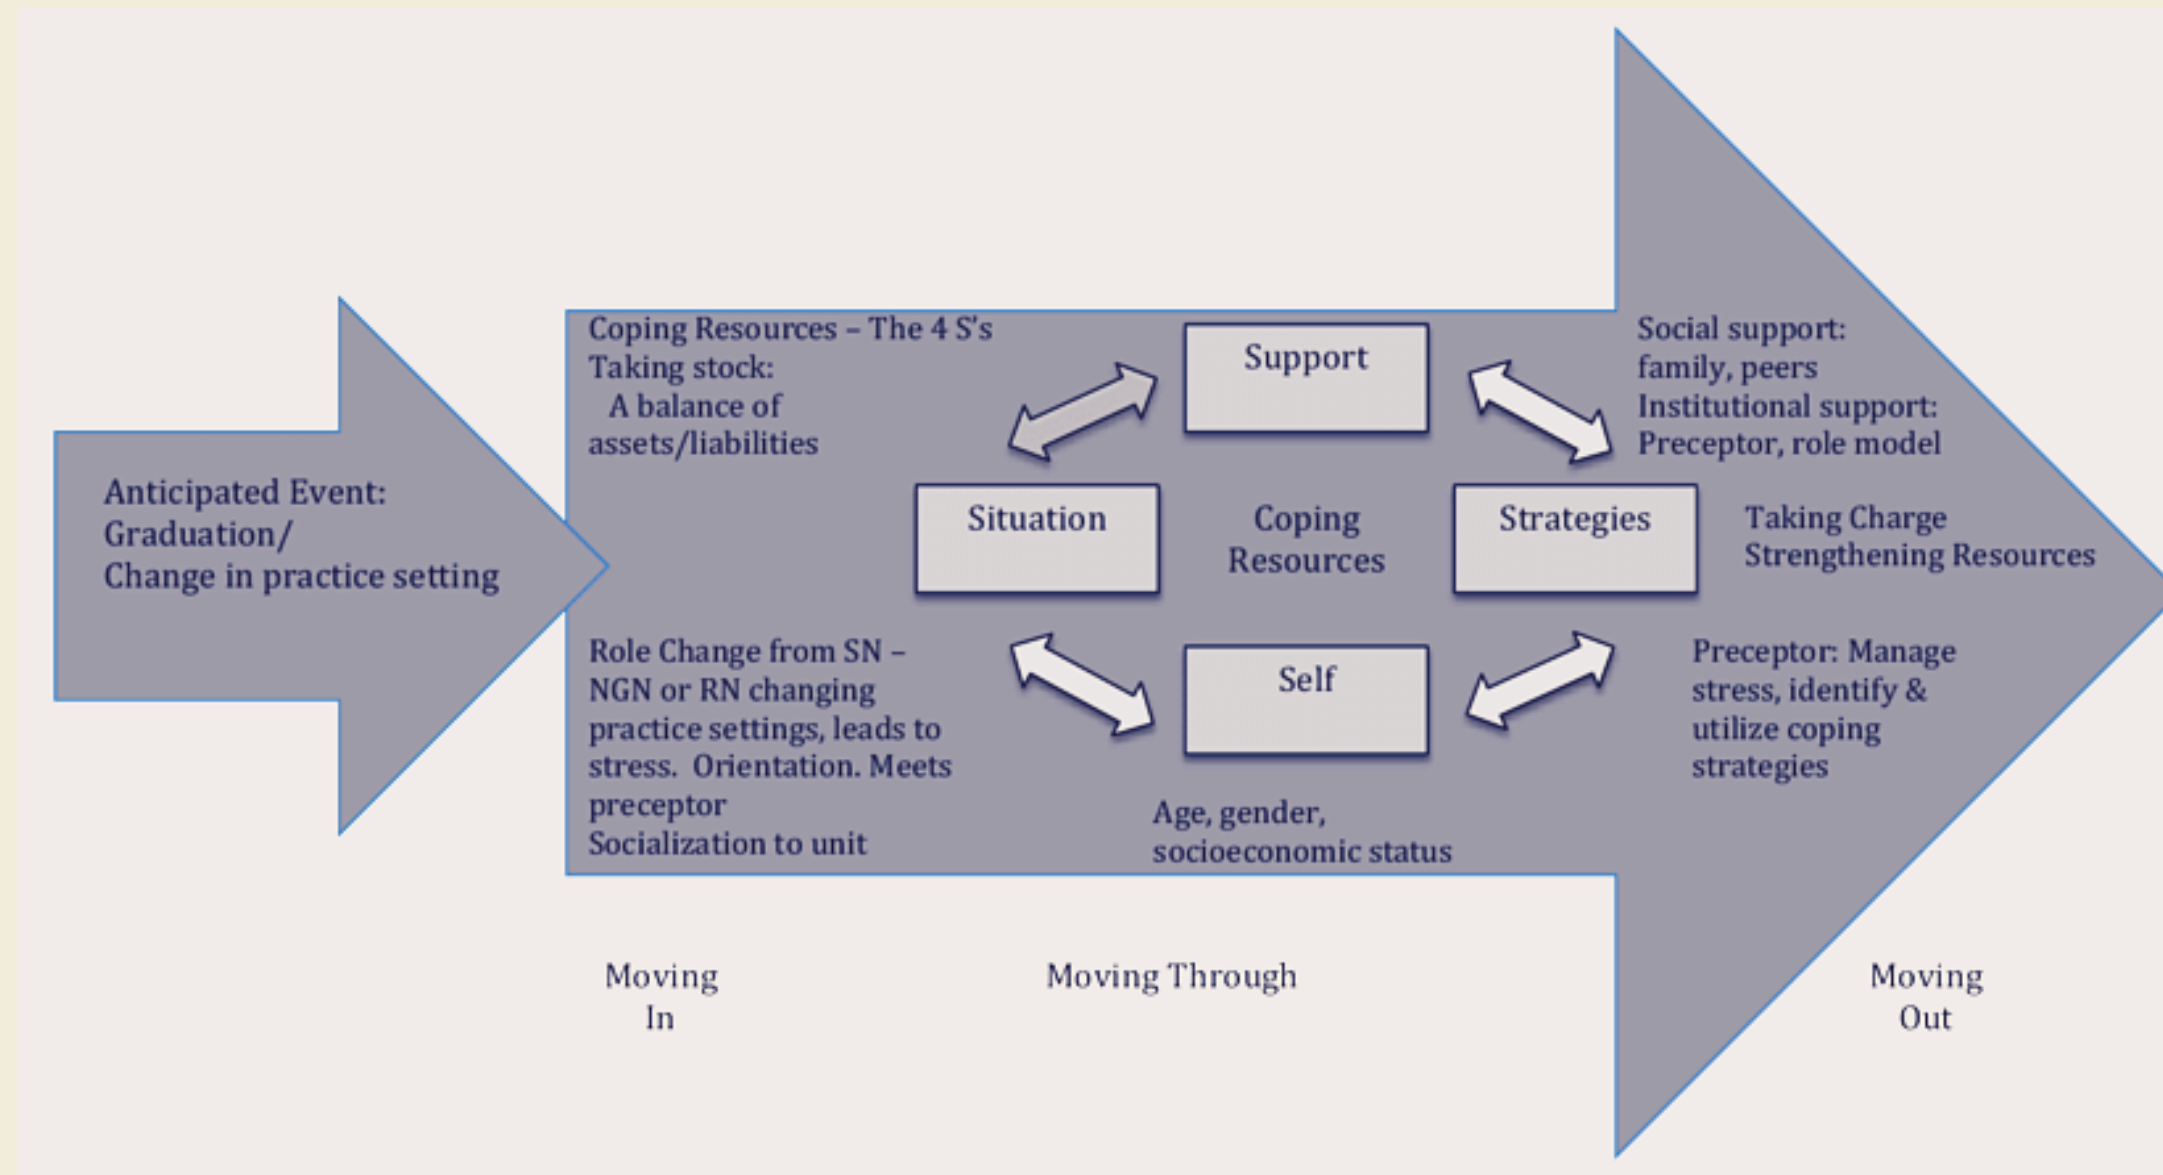 Anticipated Event:
Graduation/
Change in practice setting
Coping Resources – The 4 S's
Taking stock:
A balance of
assets/liabilities
Role Change from SN –
NGN or RN changing
practice settings, leads to
stress.  Orientation. Meets
preceptor
Socialization to unit
Support
Situation
Coping
Resources
Strategies
Self
Age, gender,
socioeconomic status
Social support:
family, peers
Institutional support:
Preceptor, role model
Taking Charge
Strengthening Resources
Preceptor: Manage
stress, identify &
utilize coping
strategies
Moving
In
Moving Through
Moving
Out